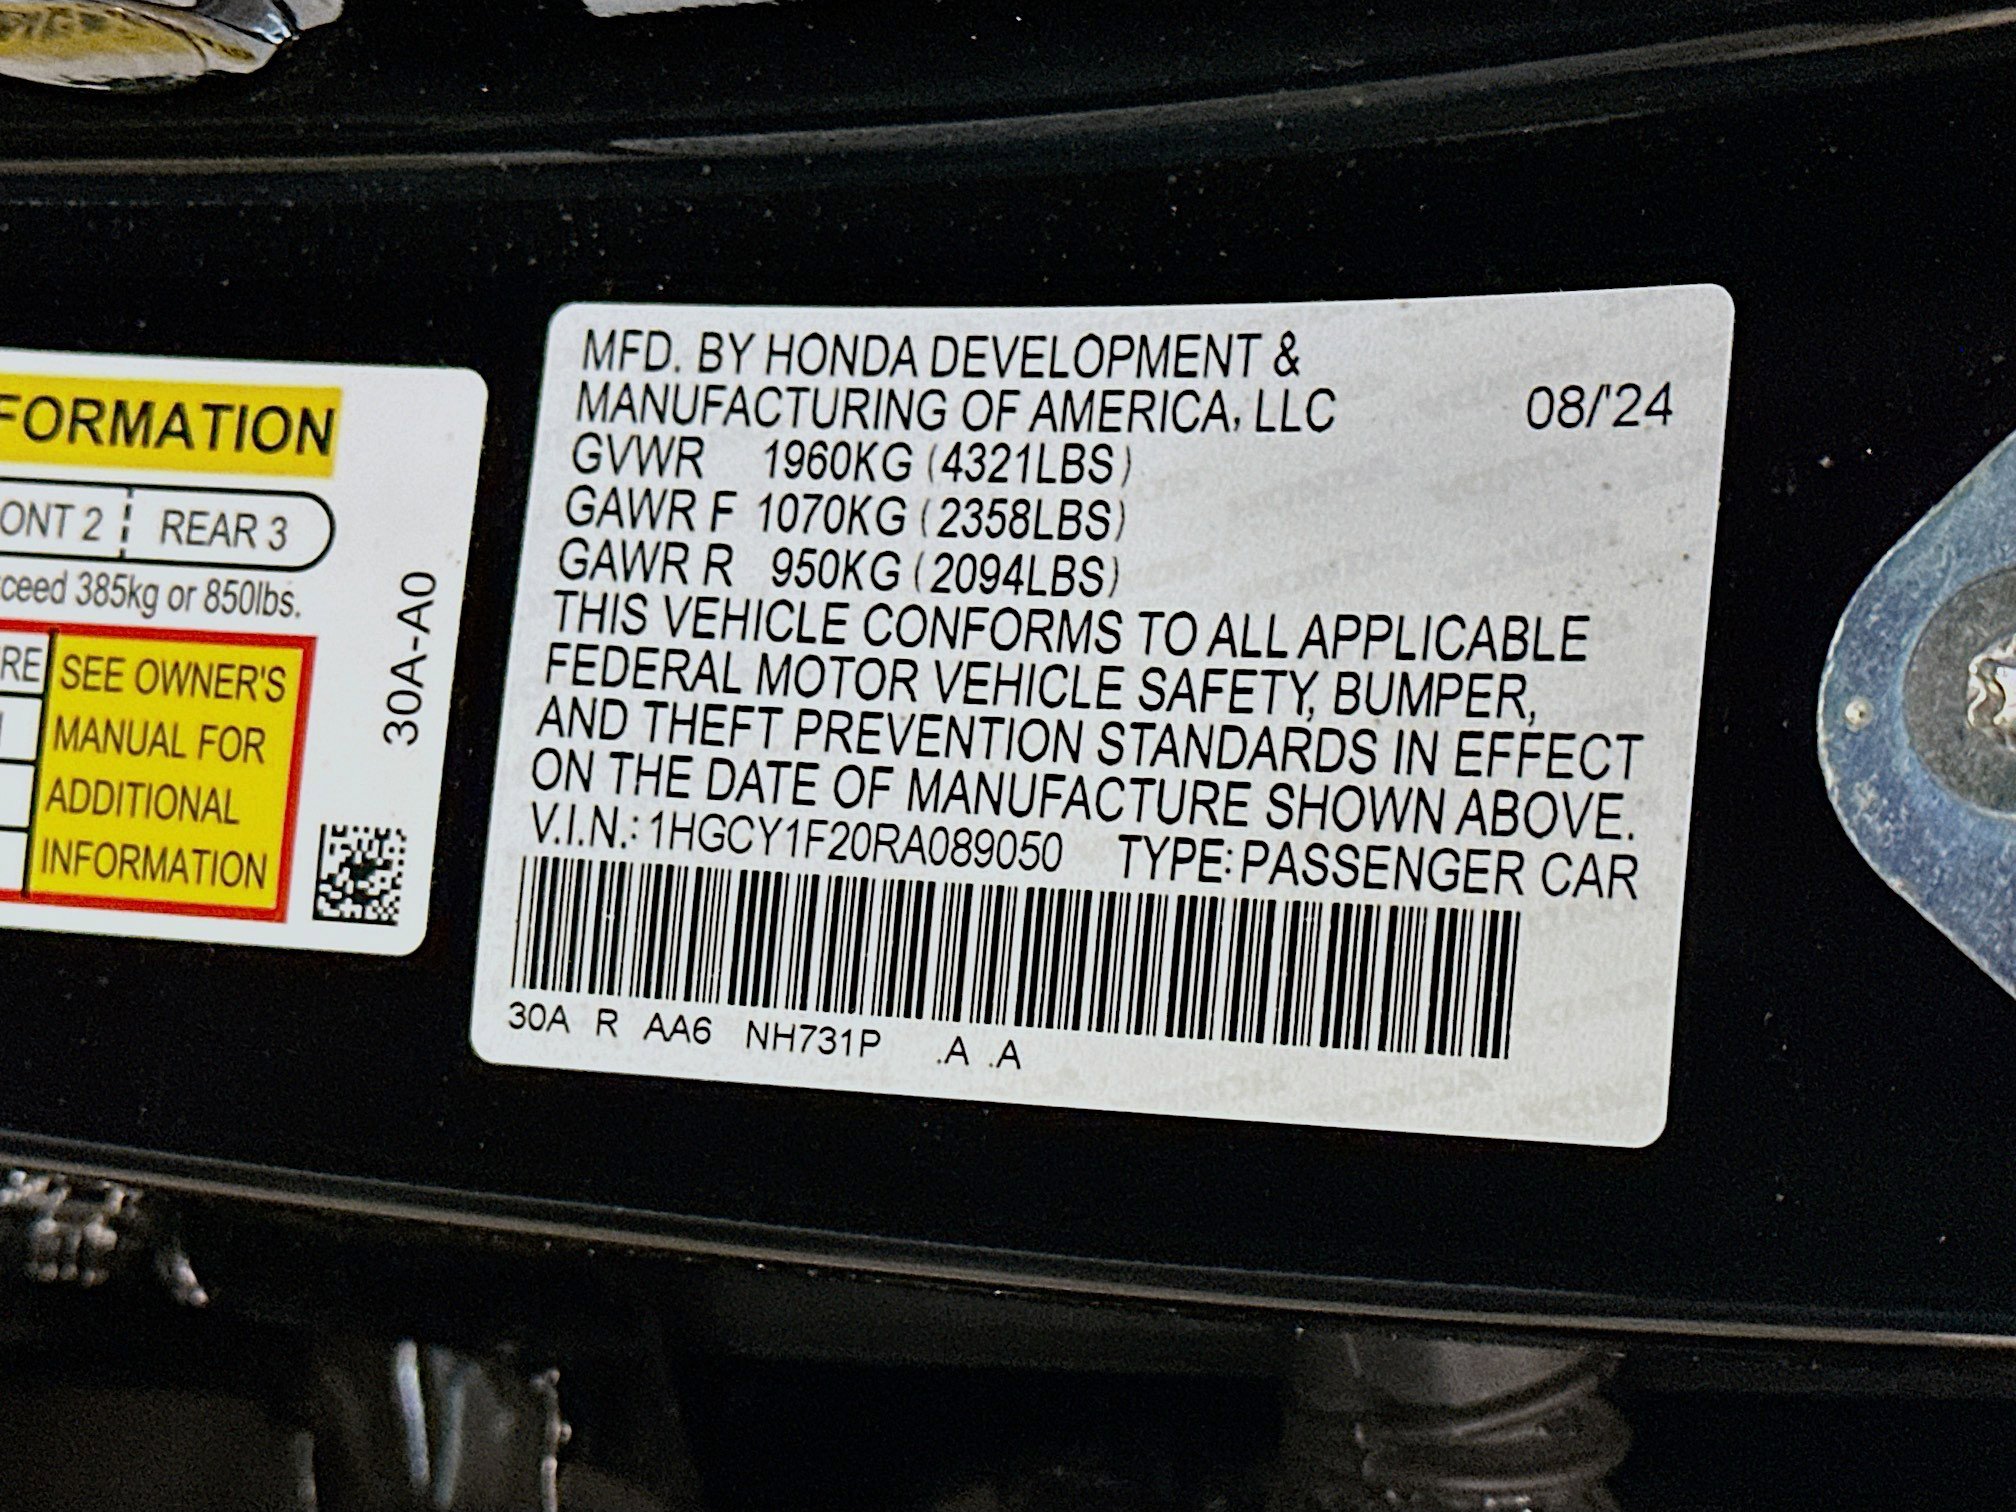 FORMATION
ONT 2 REAR 3
ceed 385kg or 850lbs.
RE
SEE OWNER'S
MANUAL FOR
ADDITIONAL
INFORMATION
30A-A0
MFD. BY HONDA DEVELOPMENT &
MANUFACTURING OF AMERICA, LLC 08/'24
GVWR 1960KG (4321LBS)
GAWR F 1070KG (2358LBS)
GAWR R 950KG (2094LBS)
THIS VEHICLE CONFORMS TO ALL APPLICABLE
FEDERAL MOTOR VEHICLE SAFETY, BUMPER,
AND THEFT PREVENTION STANDARDS IN EFFECT
ON THE DATE OF MANUFACTURE SHOWN ABOVE.
V.I.N.: 1HGCY1F20RA089050 TYPE: PASSENGER CAR
30A R AA6 NH731P .A .A